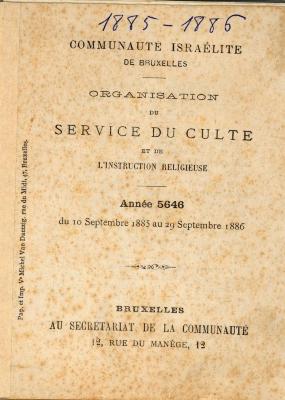 1885-1886
COMMUNAUTE ISRAÉLITE
DE BRUXELLES
ORGANISATION
DU
SERVICE DU CULTE
ET DE
L'INSTRUCTION RELIGIEUSE
Année 5646
du 10 Septembre 1885 au 29 Septembre 1886
BRUXELLES
AU SECRETARIAT DE LA COMMUNAUTÉ
12, RUE DU MANÈGE, 12
Pap. et Imp. Vᵉ Michel Van Dantzig, rue du Midi, 47, Bruxelles.